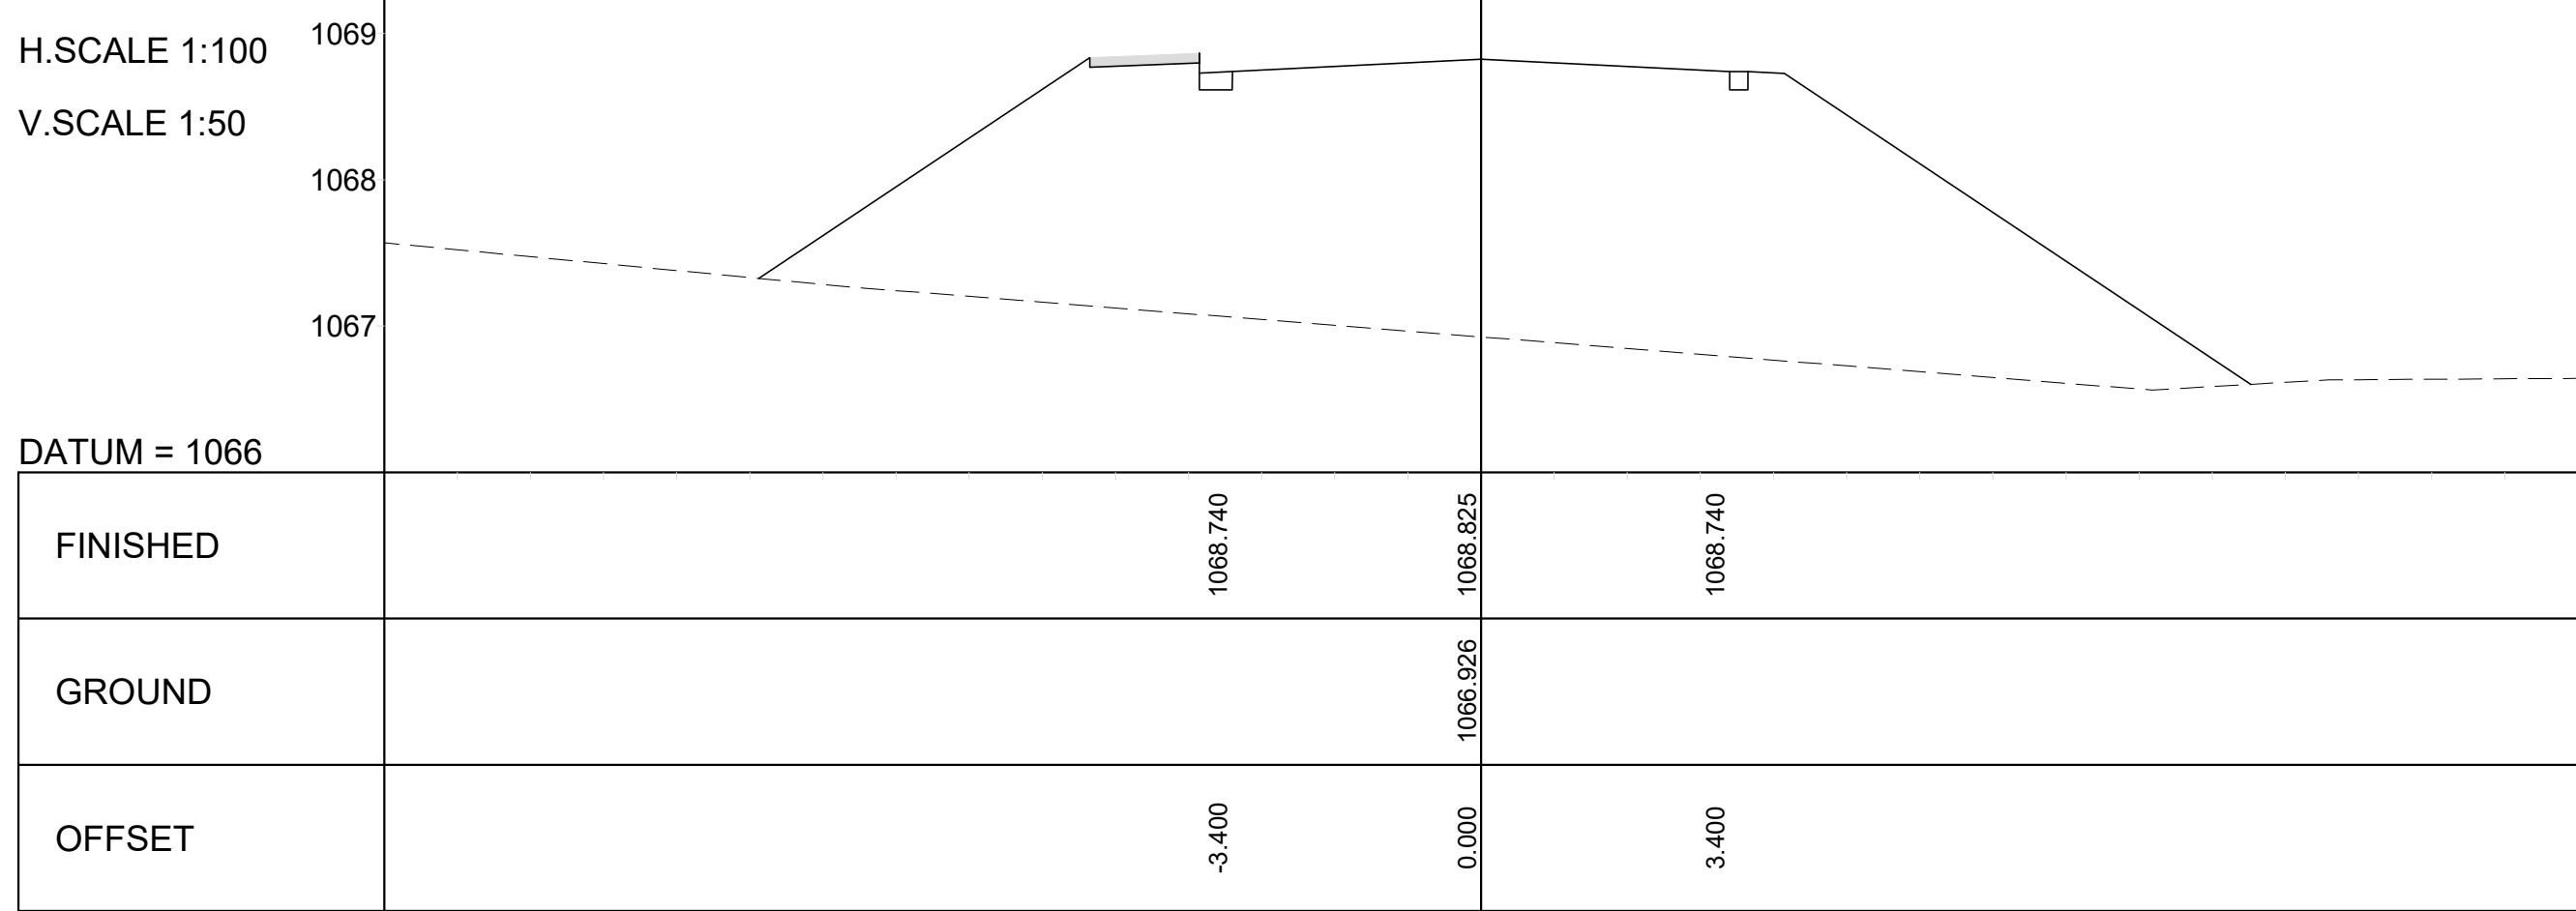 H.SCALE 1:100
V.SCALE 1:50
1069
1068
1067
DATUM = 1066
FINISHED 1068.740 1068.825 1068.740
GROUND 1066.926
OFFSET -3.400 0.000 3.400